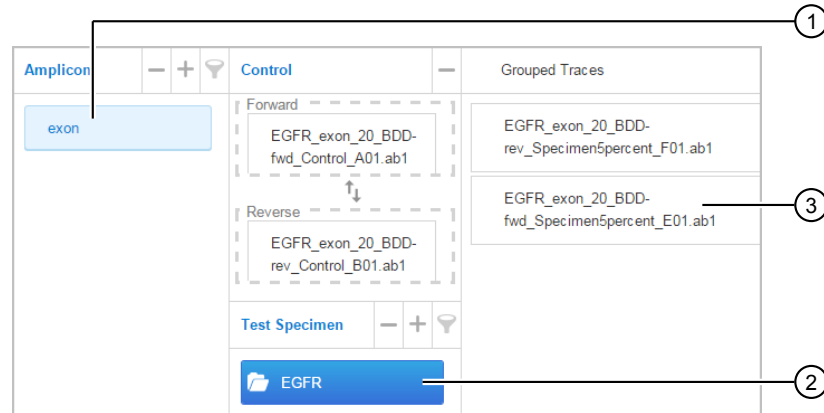 1
Amplicon
Control
Grouped Traces
exon
Forward
EGFR_exon_20_BDD-
fwd_Control_A01.ab1
Reverse
EGFR_exon_20_BDD-
rev_Control_B01.ab1
EGFR_exon_20_BDD-
rev_Specimen5percent_F01.ab1
EGFR_exon_20_BDD-
fwd_Specimen5percent_E01.ab1
3
Test Specimen
EGFR
2